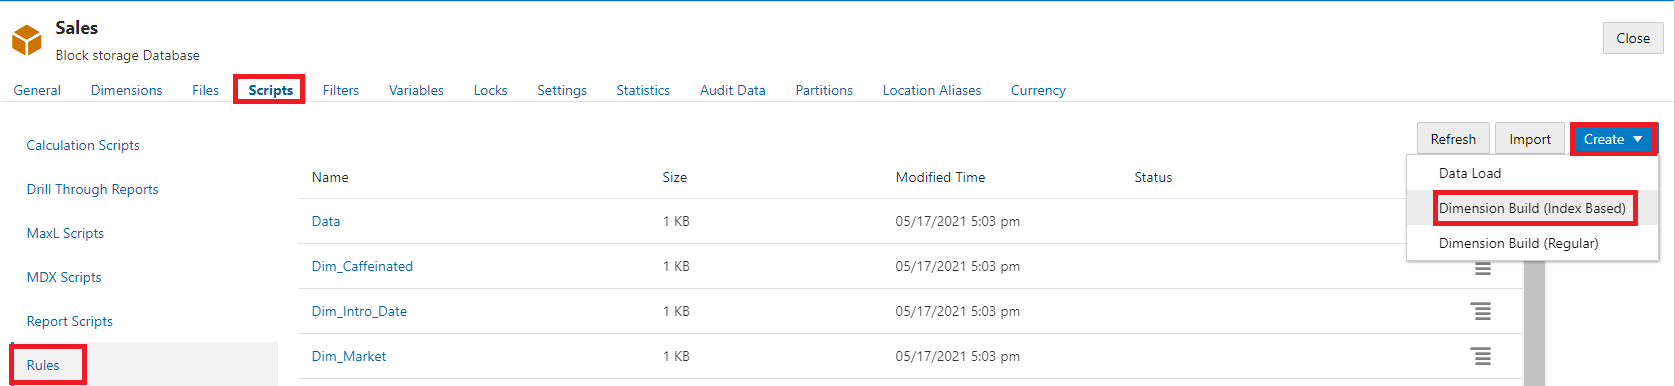 Sales
Block storage Database
Close
General Dimensions Files Scripts Filters Variables Locks Settings Statistics Audit Data Partitions Location Aliases Currency
Calculation Scripts
Drill Through Reports
MaxL Scripts
MDX Scripts
Report Scripts
Rules
Refresh Import Create
Data Load
Dimension Build (Index Based)
Dimension Build (Regular)
Name Size Modified Time Status
Data 1 KB 05/17/2021 5:03 pm
Dim_Caffeinated 1 KB 05/17/2021 5:03 pm
Dim_Intro_Date 1 KB 05/17/2021 5:03 pm
Dim_Market 1 KB 05/17/2021 5:03 pm